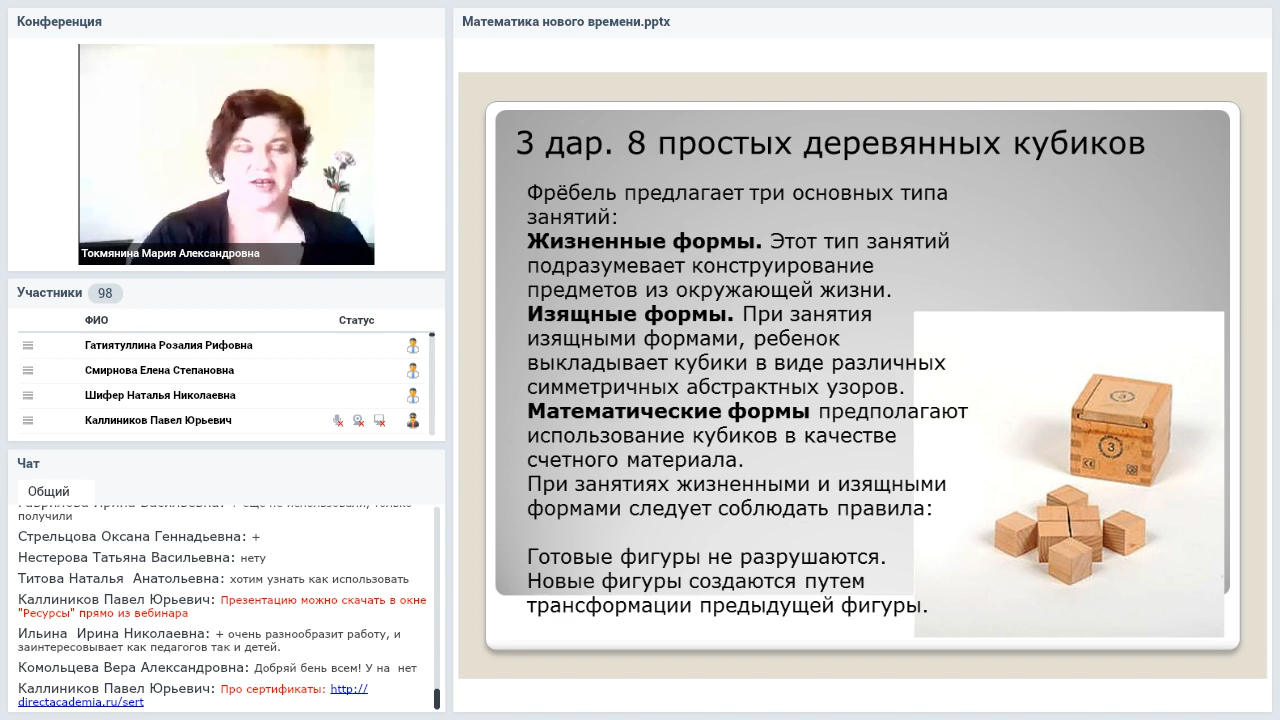 Конференция
Токмянина Мария Александровна
Участники 98
ФИО Статус
Гатиятуллина Розалия Рифовна
Смирнова Елена Степановна
Шифер Наталья Николаевна
Каллиников Павел Юрьевич
Чат
Общий
получили
Стрельцова Оксана Геннадьевна: +
Нестерова Татьяна Васильевна: нету
Титова Наталья Анатольевна: хотим узнать как использовать
Каллиников Павел Юрьевич: Презентацию можно скачать в окне
"Ресурсы" прямо из вебинара
Ильина Ирина Николаевна: + очень разнообразит работу, и
заинтересовывает как педагогов так и детей.
Комольцева Вера Александровна: Добряй бень всем! У на нет
Каллиников Павел Юрьевич: Про сертификаты: http://
directacademia.ru/sert
Математика нового времени.pptx
3 дар. 8 простых деревянных кубиков
Фрёбель предлагает три основных типа
занятий:
Жизненные формы. Этот тип занятий
подразумевает конструирование
предметов из окружающей жизни.
Изящные формы. При занятия
изящными формами, ребенок
выкладывает кубики в виде различных
симметричных абстрактных узоров.
Математические формы предполагают
использование кубиков в качестве
счетного материала.
При занятиях жизненными и изящными
формами следует соблюдать правила:
Готовые фигуры не разрушаются.
Новые фигуры создаются путем
трансформации предыдущей фигуры.
3
3